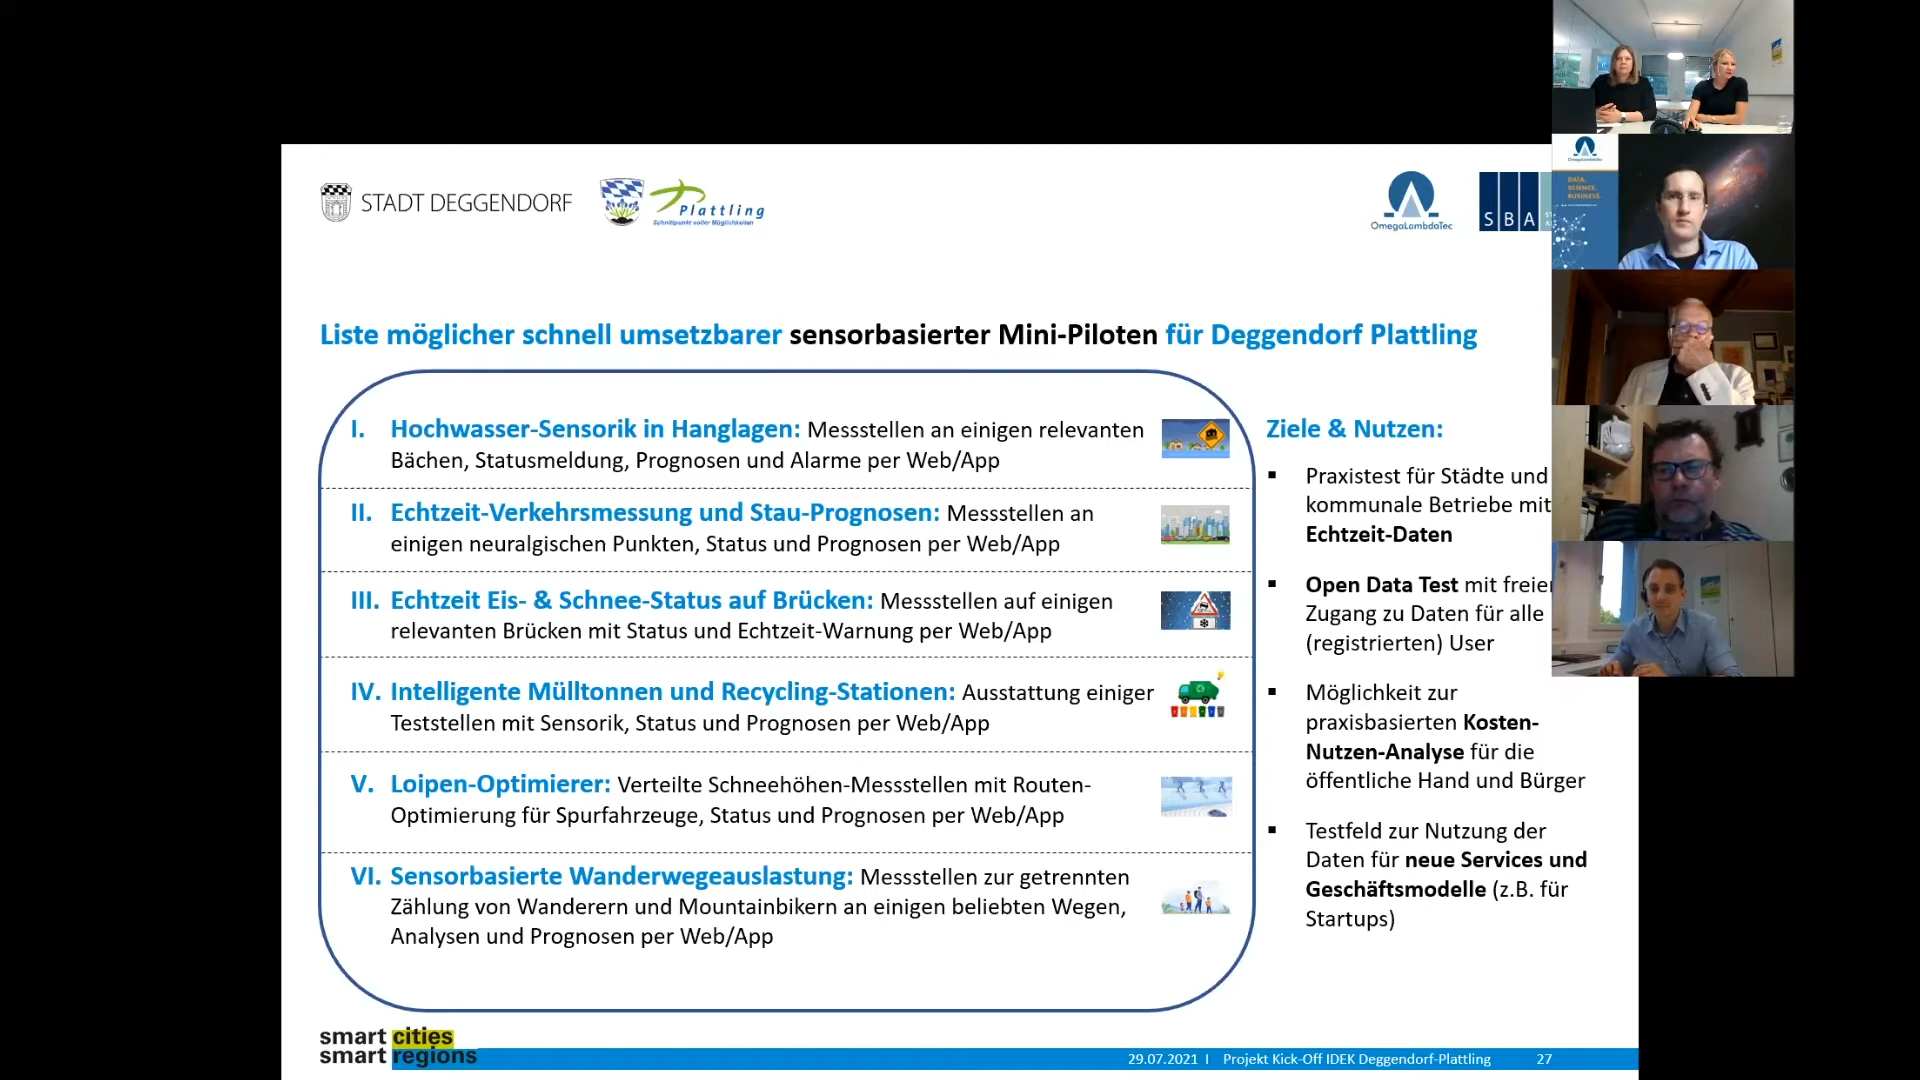 STADT DEGGENDORF
Plattling
Schnittpunkt voller Möglichkeiten
OmegaLambdaTec
SBA
DATA.
SCIENCE.
BUSINESS.
Liste möglicher schnell umsetzbarer sensorbasierter Mini-Piloten für Deggendorf Plattling
I. Hochwasser-Sensorik in Hanglagen: Messstellen an einigen relevanten
Bächen, Statusmeldung, Prognosen und Alarme per Web/App
II. Echtzeit-Verkehrsmessung und Stau-Prognosen: Messstellen an
einigen neuralgischen Punkten, Status und Prognosen per Web/App
III. Echtzeit Eis- & Schnee-Status auf Brücken: Messstellen auf einigen
relevanten Brücken mit Status und Echtzeit-Warnung per Web/App
IV. Intelligente Mülltonnen und Recycling-Stationen: Ausstattung einiger
Teststellen mit Sensorik, Status und Prognosen per Web/App
V. Loipen-Optimierer: Verteilte Schneehöhen-Messstellen mit Routen-
Optimierung für Spurfahrzeuge, Status und Prognosen per Web/App
VI. Sensorbasierte Wanderwegeauslastung: Messstellen zur getrennten
Zählung von Wanderern und Mountainbikern an einigen beliebten Wegen,
Analysen und Prognosen per Web/App
Ziele & Nutzen:
▪ Praxistest für Städte und
kommunale Betriebe mit
Echtzeit-Daten
▪ Open Data Test mit freier
Zugang zu Daten für alle
(registrierten) User
▪ Möglichkeit zur
praxisbasierten Kosten-
Nutzen-Analyse für die
öffentliche Hand und Bürger
▪ Testfeld zur Nutzung der
Daten für neue Services und
Geschäftsmodelle (z.B. für
Startups)
smart cities
smart regions
29.07.2021 I Projekt Kick-Off IDEK Deggendorf-Plattling 27